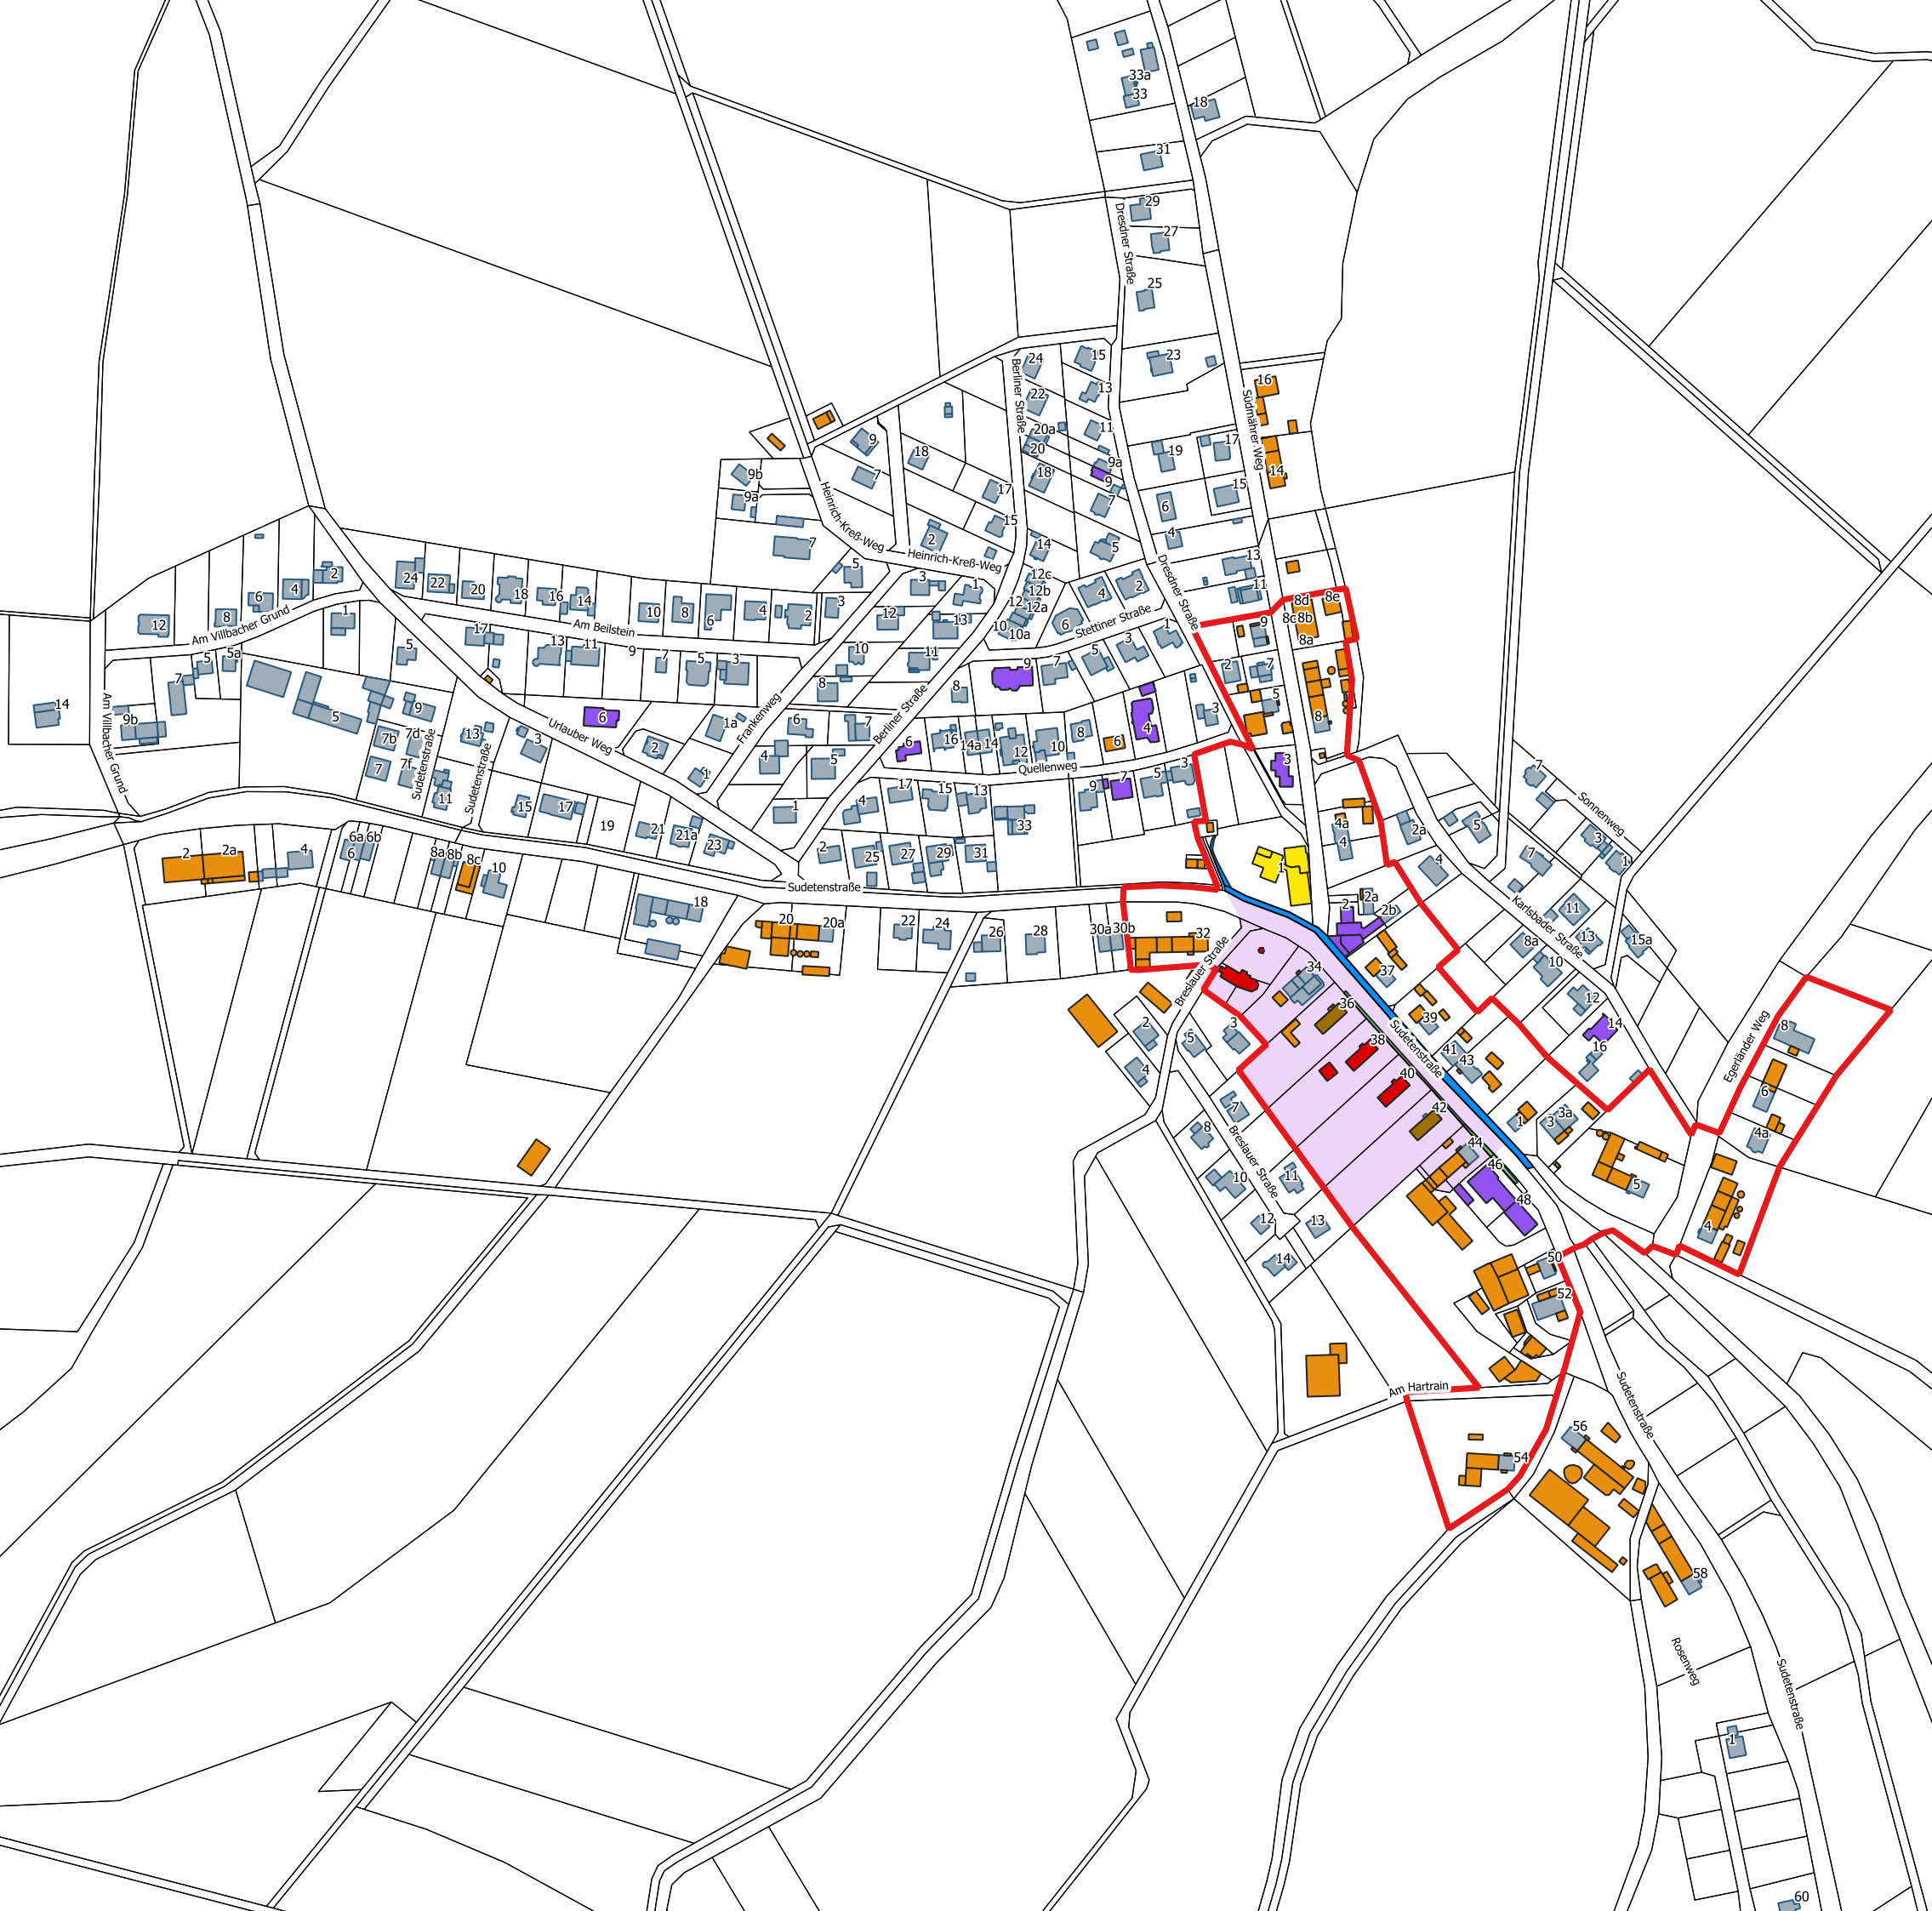 33a
33
18
31
29
Dresdner Straße
27
25
24
15
23
Berliner Straße
22
13
16
Südmährer Weg
20a
11
9
18
20
19
17
9a
9b
7
18
9
14
9a
17
7
6
15
Heinrich-Kreß-Weg
15
4
2
14
5
13
7
Heinrich-Kreß-Weg
Dresdner Straße
5
12c
2
24
22
20
18
16
14
3
1
12b
4
2
11
6
4
8d
8e
8
12
1
Am Villbacher Grund
10
8
6
4
2
3
12
13
12
12a
10
10a
6
Stettiner Straße
8c
8b
8a
9
Am Beilstein
17
13
11
9
7
5
3
10
11
3
1
5
5
5a
7
9
7
5
2
7
14
9b
Am Villbacher Grund
5
9
8
8
4
3
5
8
6
1a
Frankenweg
6
7
Berliner Straße
6
16
14a
14
12
10
8
6
Urlauber Weg
3
2
13
7b
7d
7f
7
Sudetenstraße
11
Sudetenstraße
4
5
1
Quellenweg
17
15
13
9
7
5
3
3
7
Sonnenweg
3
1
15
17
19
21
21a
23
1
4
33
2
25
27
29
31
4a
4
2a
5
4
7
1
2
2a
4
6a
6b
6
8a
8b
8c
10
Sudetenstraße
18
20
20a
22
24
26
28
30a
30b
32
2
2a
2b
Karlsbader Straße
11
13
15a
8a
10
12
14
16
Breslauer Straße
34
37
36
39
Sudetenstraße
38
41
43
40
42
44
46
48
1
3
3a
5
2
5
3
4
7
8
Breslauer Straße
10
11
12
13
14
Egerländer Weg
8
6
4a
4
50
52
Am Hartrain
54
Sudetenstraße
56
58
Rosenweg
Sudetenstraße
1
60